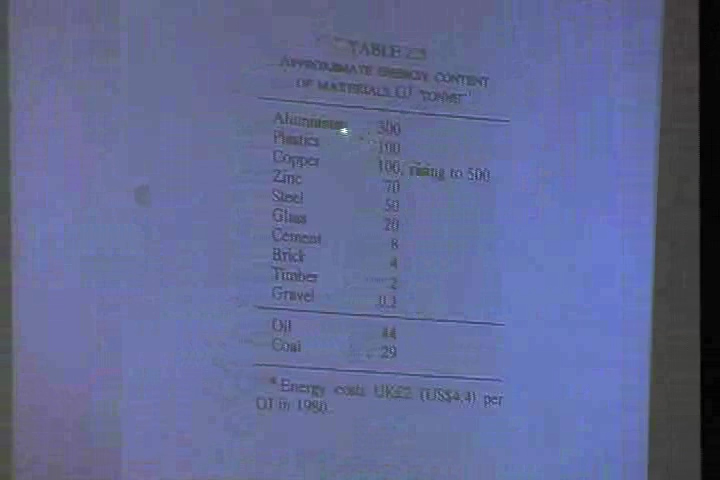 TABLE 2.5
APPROXIMATE ENERGY CONTENT
OF MATERIALS GJ TONNE
Aluminium 300
Plastics 100
Copper 100, rising to 500
Zinc 70
Steel 50
Glass 20
Cement 8
Brick 4
Timber 2
Gravel 0.1
Oil 44
Coal 29
* Energy costs UK£2 (US$4.4) per
GJ in 1980.